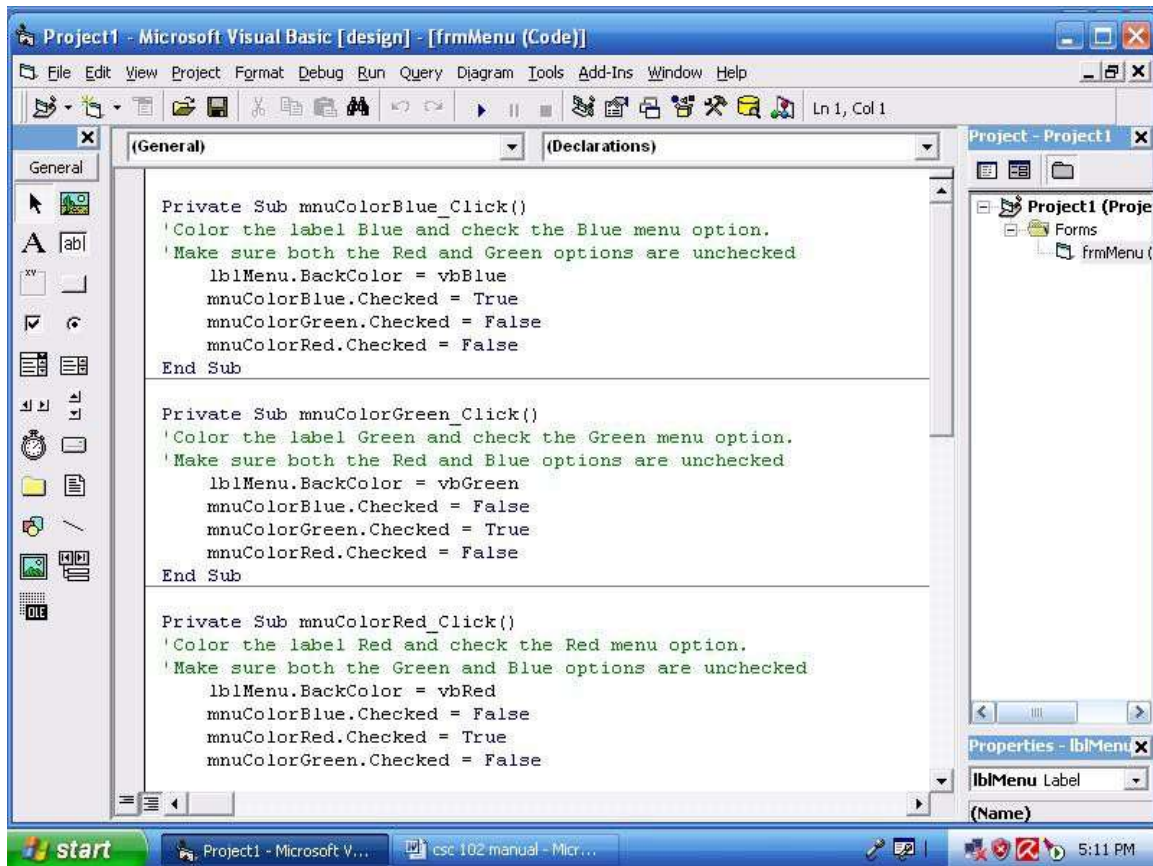 Project1 - Microsoft Visual Basic [design] - [frmMenu (Code)]
File Edit View Project Format Debug Run Query Diagram Tools Add-Ins Window Help
Ln 1, Col 1
General
(General) (Declarations)
Private Sub mnuColorBlue_Click()
'Color the label Blue and check the Blue menu option.
'Make sure both the Red and Green options are unchecked
lblMenu.BackColor = vbBlue
mnuColorBlue.Checked = True
mnuColorGreen.Checked = False
mnuColorRed.Checked = False
End Sub
Private Sub mnuColorGreen_Click()
'Color the label Green and check the Green menu option.
'Make sure both the Red and Blue options are unchecked
lblMenu.BackColor = vbGreen
mnuColorBlue.Checked = False
mnuColorGreen.Checked = True
mnuColorRed.Checked = False
End Sub
Private Sub mnuColorRed_Click()
'Color the label Red and check the Red menu option.
'Make sure both the Green and Blue options are unchecked
lblMenu.BackColor = vbRed
mnuColorBlue.Checked = False
mnuColorRed.Checked = True
mnuColorGreen.Checked = False
A ab|
XY
OLE
Project - Project1
Project1 (Proje
Forms
frmMenu (
Properties - lblMenu
lblMenu Label
(Name)
start
Project1 - Microsoft V...
csc 102 manual - Micr...
5:11 PM